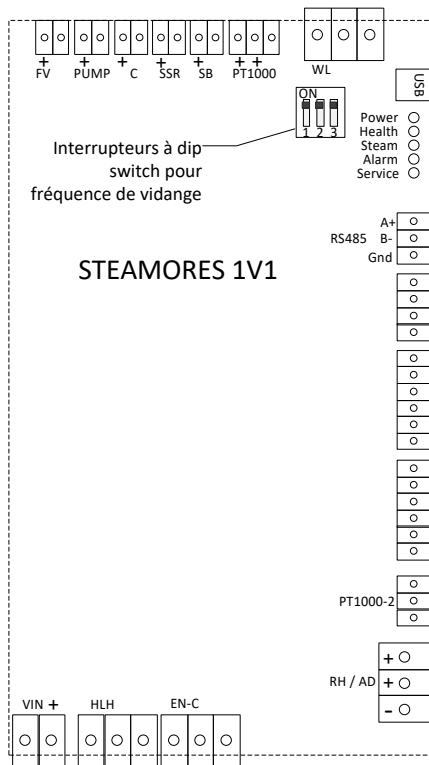 + + + + + + +
FV PUMP C SSR SB PT1000
WL
USB
ON
1 2 3
Power
Health
Steam
Alarm
Service
Interrupteurs à dip
switch pour
fréquence de vidange
A+
RS485 B-
Gnd
STEAMORES 1V1
PT1000-2
+
RH / AD +
-
VIN + HLH EN-C